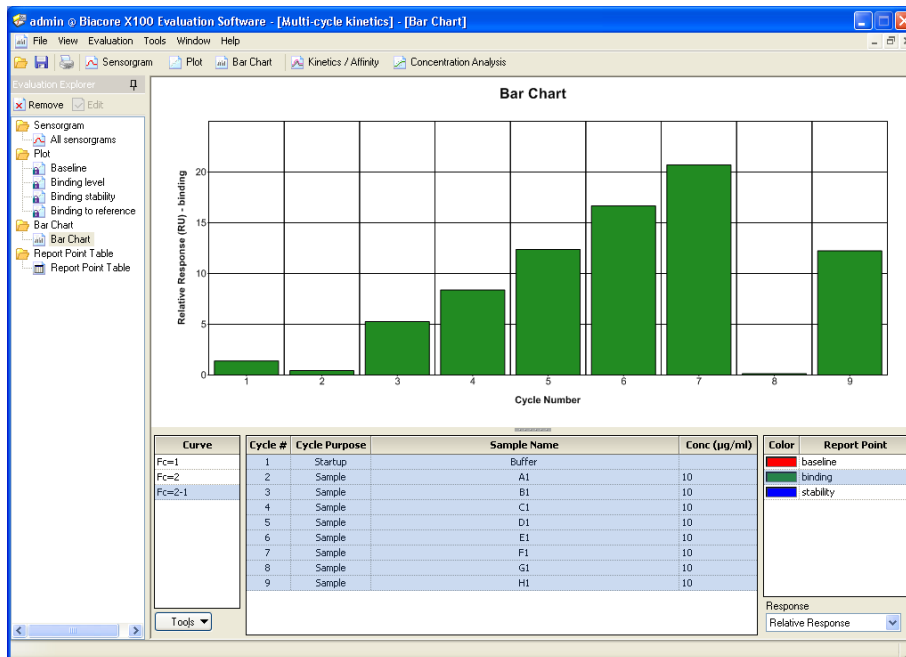 admin @ Biacore X100 Evaluation Software - [Multi-cycle kinetics] - [Bar Chart]
File View Evaluation Tools Window Help
Sensorgram Plot Bar Chart Kinetics / Affinity Concentration Analysis
Evaluation Explorer
Remove Edit
Sensorgram
All sensorgrams
Plot
Baseline
Binding level
Binding stability
Binding to reference
Bar Chart
Bar Chart
Report Point Table
Report Point Table
Bar Chart
Relative Response (RU) - binding
20
15
10
5
0
1 2 3 4 5 6 7 8 9
Cycle Number
Curve
Fc=1
Fc=2
Fc=2-1
Tools
Cycle # Cycle Purpose Sample Name Conc (µg/ml)
1 Startup Buffer
2 Sample A1 10
3 Sample B1 10
4 Sample C1 10
5 Sample D1 10
6 Sample E1 10
7 Sample F1 10
8 Sample G1 10
9 Sample H1 10
Color Report Point
baseline
binding
stability
Response
Relative Response